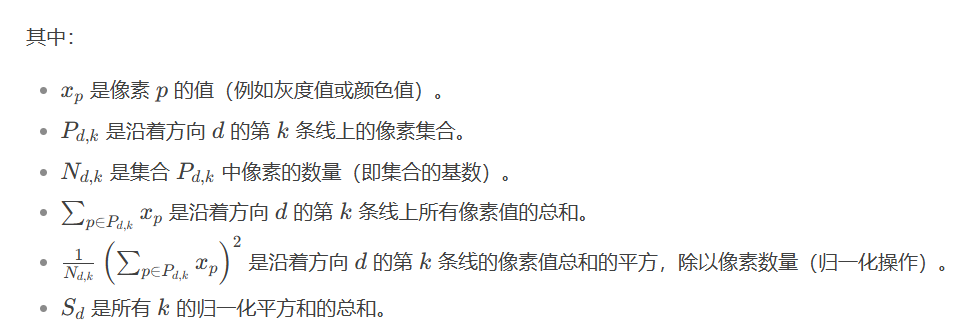 其中：
• $x_p$ 是像素 $p$ 的值（例如灰度值或颜色值）。
• $P_{d,k}$ 是沿着方向 $d$ 的第 $k$ 条线上的像素集合。
• $N_{d,k}$ 是集合 $P_{d,k}$ 中像素的数量（即集合的基数）。
• $\sum_{p \in P_{d,k}} x_p$ 是沿着方向 $d$ 的第 $k$ 条线上所有像素值的总和。
• $\frac{1}{N_{d,k}} \left( \sum_{p \in P_{d,k}} x_p \right)^2$ 是沿着方向 $d$ 的第 $k$ 条线的像素值总和的平方，除以像素数量（归一化操作）。
• $S_d$ 是所有 $k$ 的归一化平方和的总和。